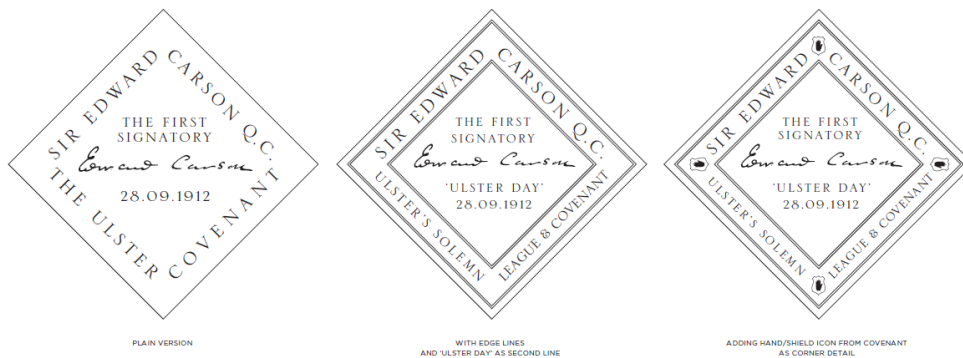 SIR EDWARD
CARSON Q.C.
THE FIRST
SIGNATORY
Edward Carson
28.09.1912
THE ULSTER
COVENANT
PLAIN VERSION
SIR EDWARD
CARSON Q.C.
THE FIRST
SIGNATORY
Edward Carson
'ULSTER DAY'
28.09.1912
ULSTER'S SOLEMN
LEAGUE & COVENANT
WITH EDGE LINES
AND 'ULSTER DAY' AS SECOND LINE
SIR EDWARD
CARSON Q.C.
THE FIRST
SIGNATORY
Edward Carson
'ULSTER DAY'
28.09.1912
ULSTER'S SOLEMN
LEAGUE & COVENANT
ADDING HAND/SHIELD ICON FROM COVENANT
AS CORNER DETAIL